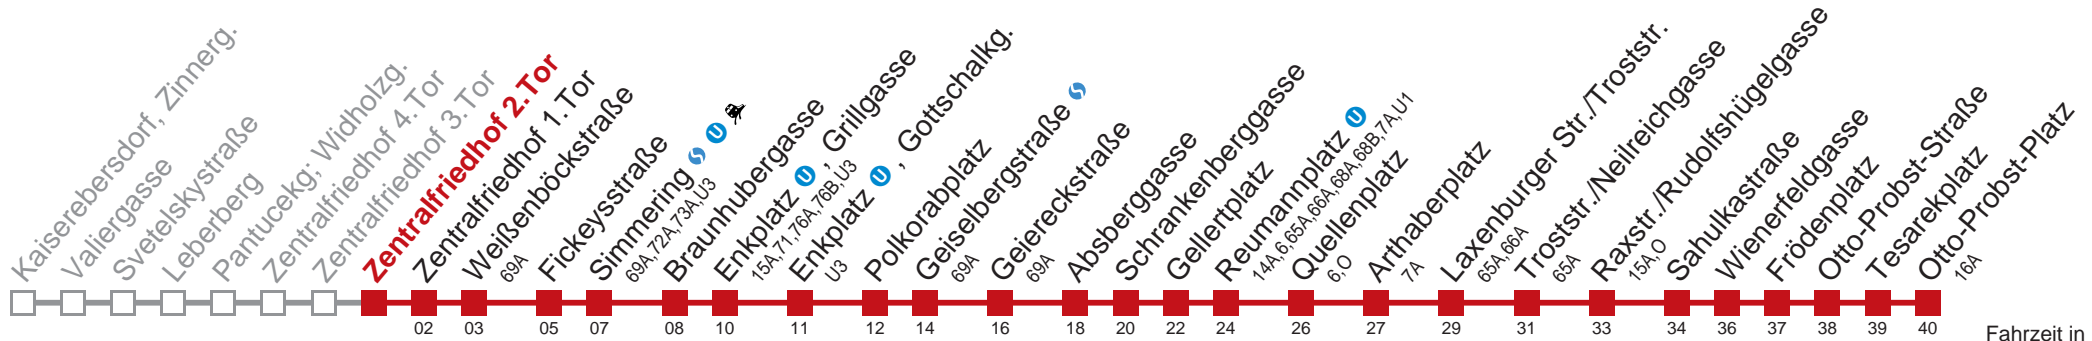 Kaiserebersdorf, Zinnerg.
Valiergasse
Svetelskystraße
Leberberg
Pantucekg; Widholzg.
Zentralfriedhof 4.Tor
Zentralfriedhof 3.Tor
Zentralfriedhof 2.Tor
Zentralfriedhof 1.Tor
02
Weißenböckstraße
69A
03
Fickeysstraße
05
Simmering S U
69A,72A,73A,U3
07
Braunhubergasse
08
Enkplatz U , Grillgasse
15A,71,76A,76B,U3
10
Enkplatz U , Gottschalkg.
U3
11
Polkorabplatz
12
Geiselbergstraße S
69A
14
Geiereckstraße
69A
16
Absberggasse
18
Schrankenberggasse
20
Gellertplatz
22
Reumannplatz U
14A,6,65A,66A,68A,68B,7A,U1
24
Quellenplatz
6,O
26
Arthaberplatz
7A
27
Laxenburger Str./Troststr.
65A,66A
29
Troststr./Neilreichgasse
65A
31
Raxstr./Rudolfshügelgasse
15A,O
33
Sahulkastraße
34
Wienerfeldgasse
36
Frödenplatz
37
Otto-Probst-Straße
38
Tesarekplatz
39
Otto-Probst-Platz
16A
40
Fahrzeit in